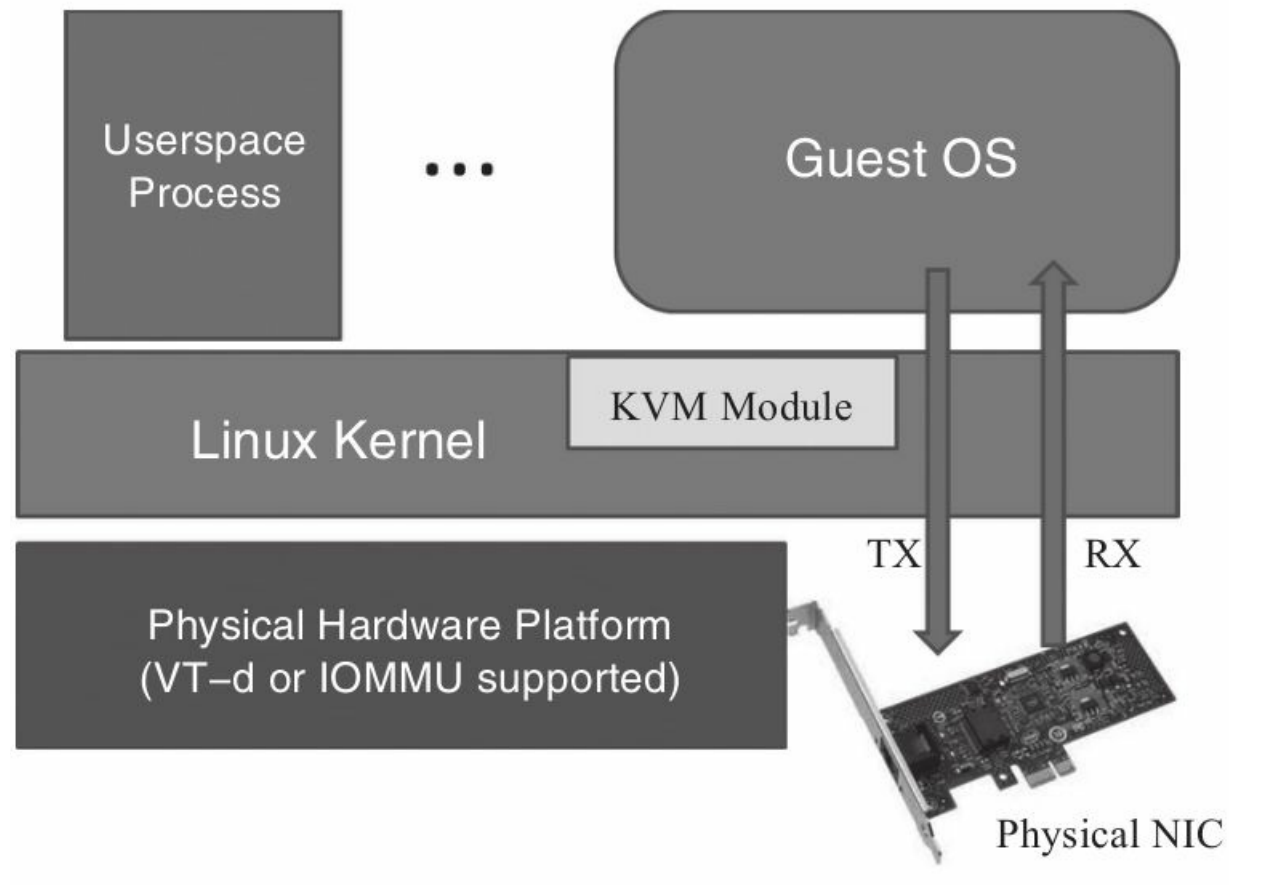 Userspace
Process
...
Guest OS
KVM Module
Linux Kernel
TX
RX
Physical Hardware Platform
(VT–d or IOMMU supported)
Physical NIC